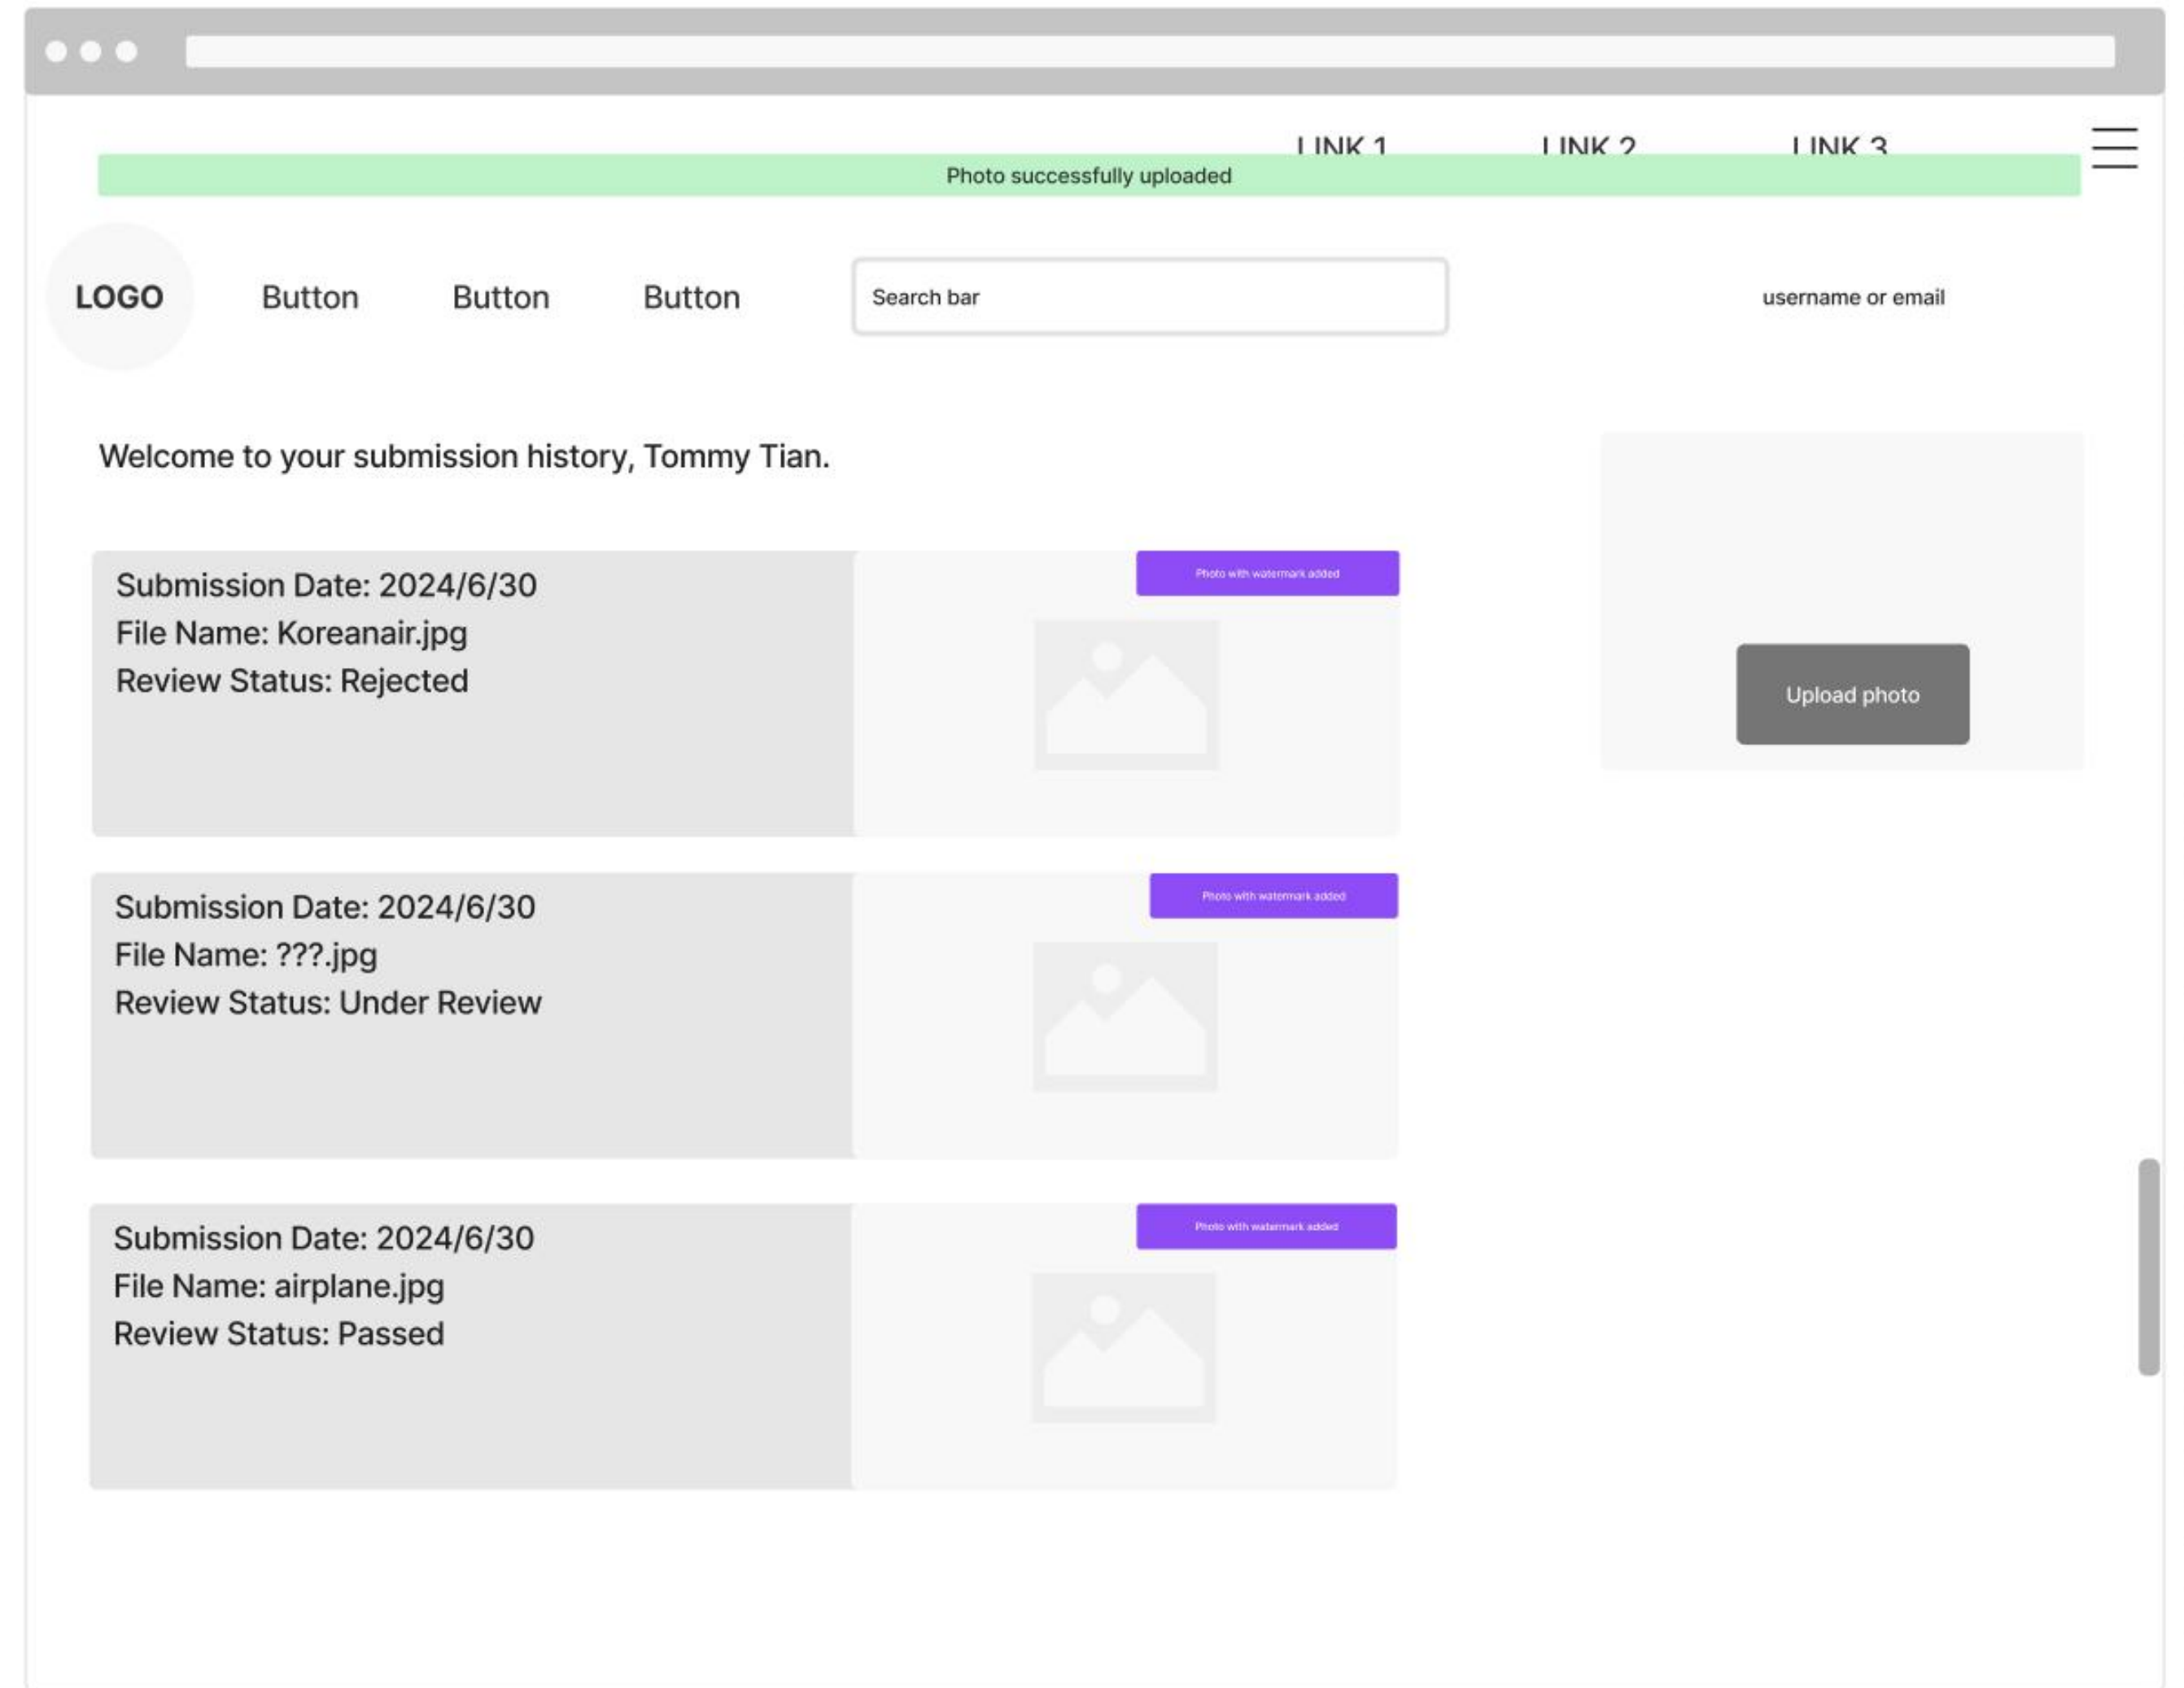 LINK 1
LINK 2
LINK 3
Photo successfully uploaded
LOGO
Button
Button
Button
Search bar
username or email
Welcome to your submission history, Tommy Tian.
Submission Date: 2024/6/30
File Name: Koreanair.jpg
Review Status: Rejected
Photo with watermark added
Upload photo
Submission Date: 2024/6/30
File Name: ???.jpg
Review Status: Under Review
Photo with watermark added
Submission Date: 2024/6/30
File Name: airplane.jpg
Review Status: Passed
Photo with watermark added